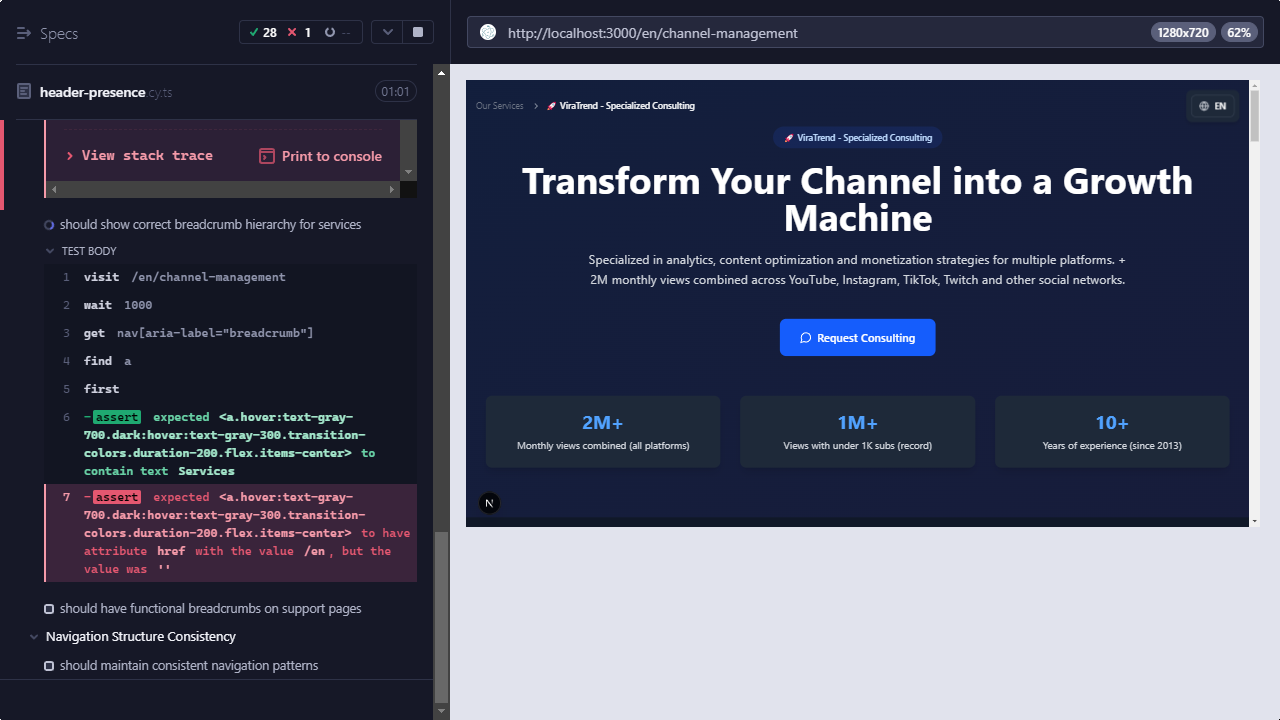 Specs
28 1 --
header-presence.cy.ts 01:01
View stack trace Print to console
should show correct breadcrumb hierarchy for services
TEST BODY
1 visit /en/channel-management
2 wait 1000
3 get nav[aria-label="breadcrumb"]
4 find a
5 first
6 -assert expected <a.hover:text-gray-
700.dark:hover:text-gray-300.transition-
colors.duration-200.flex.items-center> to
contain text Services
7 -assert expected <a.hover:text-gray-
700.dark:hover:text-gray-300.transition-
colors.duration-200.flex.items-center> to have
attribute href with the value /en, but the
value was ''
should have functional breadcrumbs on support pages
Navigation Structure Consistency
should maintain consistent navigation patterns
http://localhost:3000/en/channel-management 1280x720 62%
Our Services > 🚀 ViraTrend - Specialized Consulting EN
🚀 ViraTrend - Specialized Consulting
Transform Your Channel into a Growth
Machine
Specialized in analytics, content optimization and monetization strategies for multiple platforms. +
2M monthly views combined across YouTube, Instagram, TikTok, Twitch and other social networks.
Request Consulting
2M+
Monthly views combined (all platforms)
1M+
Views with under 1K subs (record)
10+
Years of experience (since 2013)
N